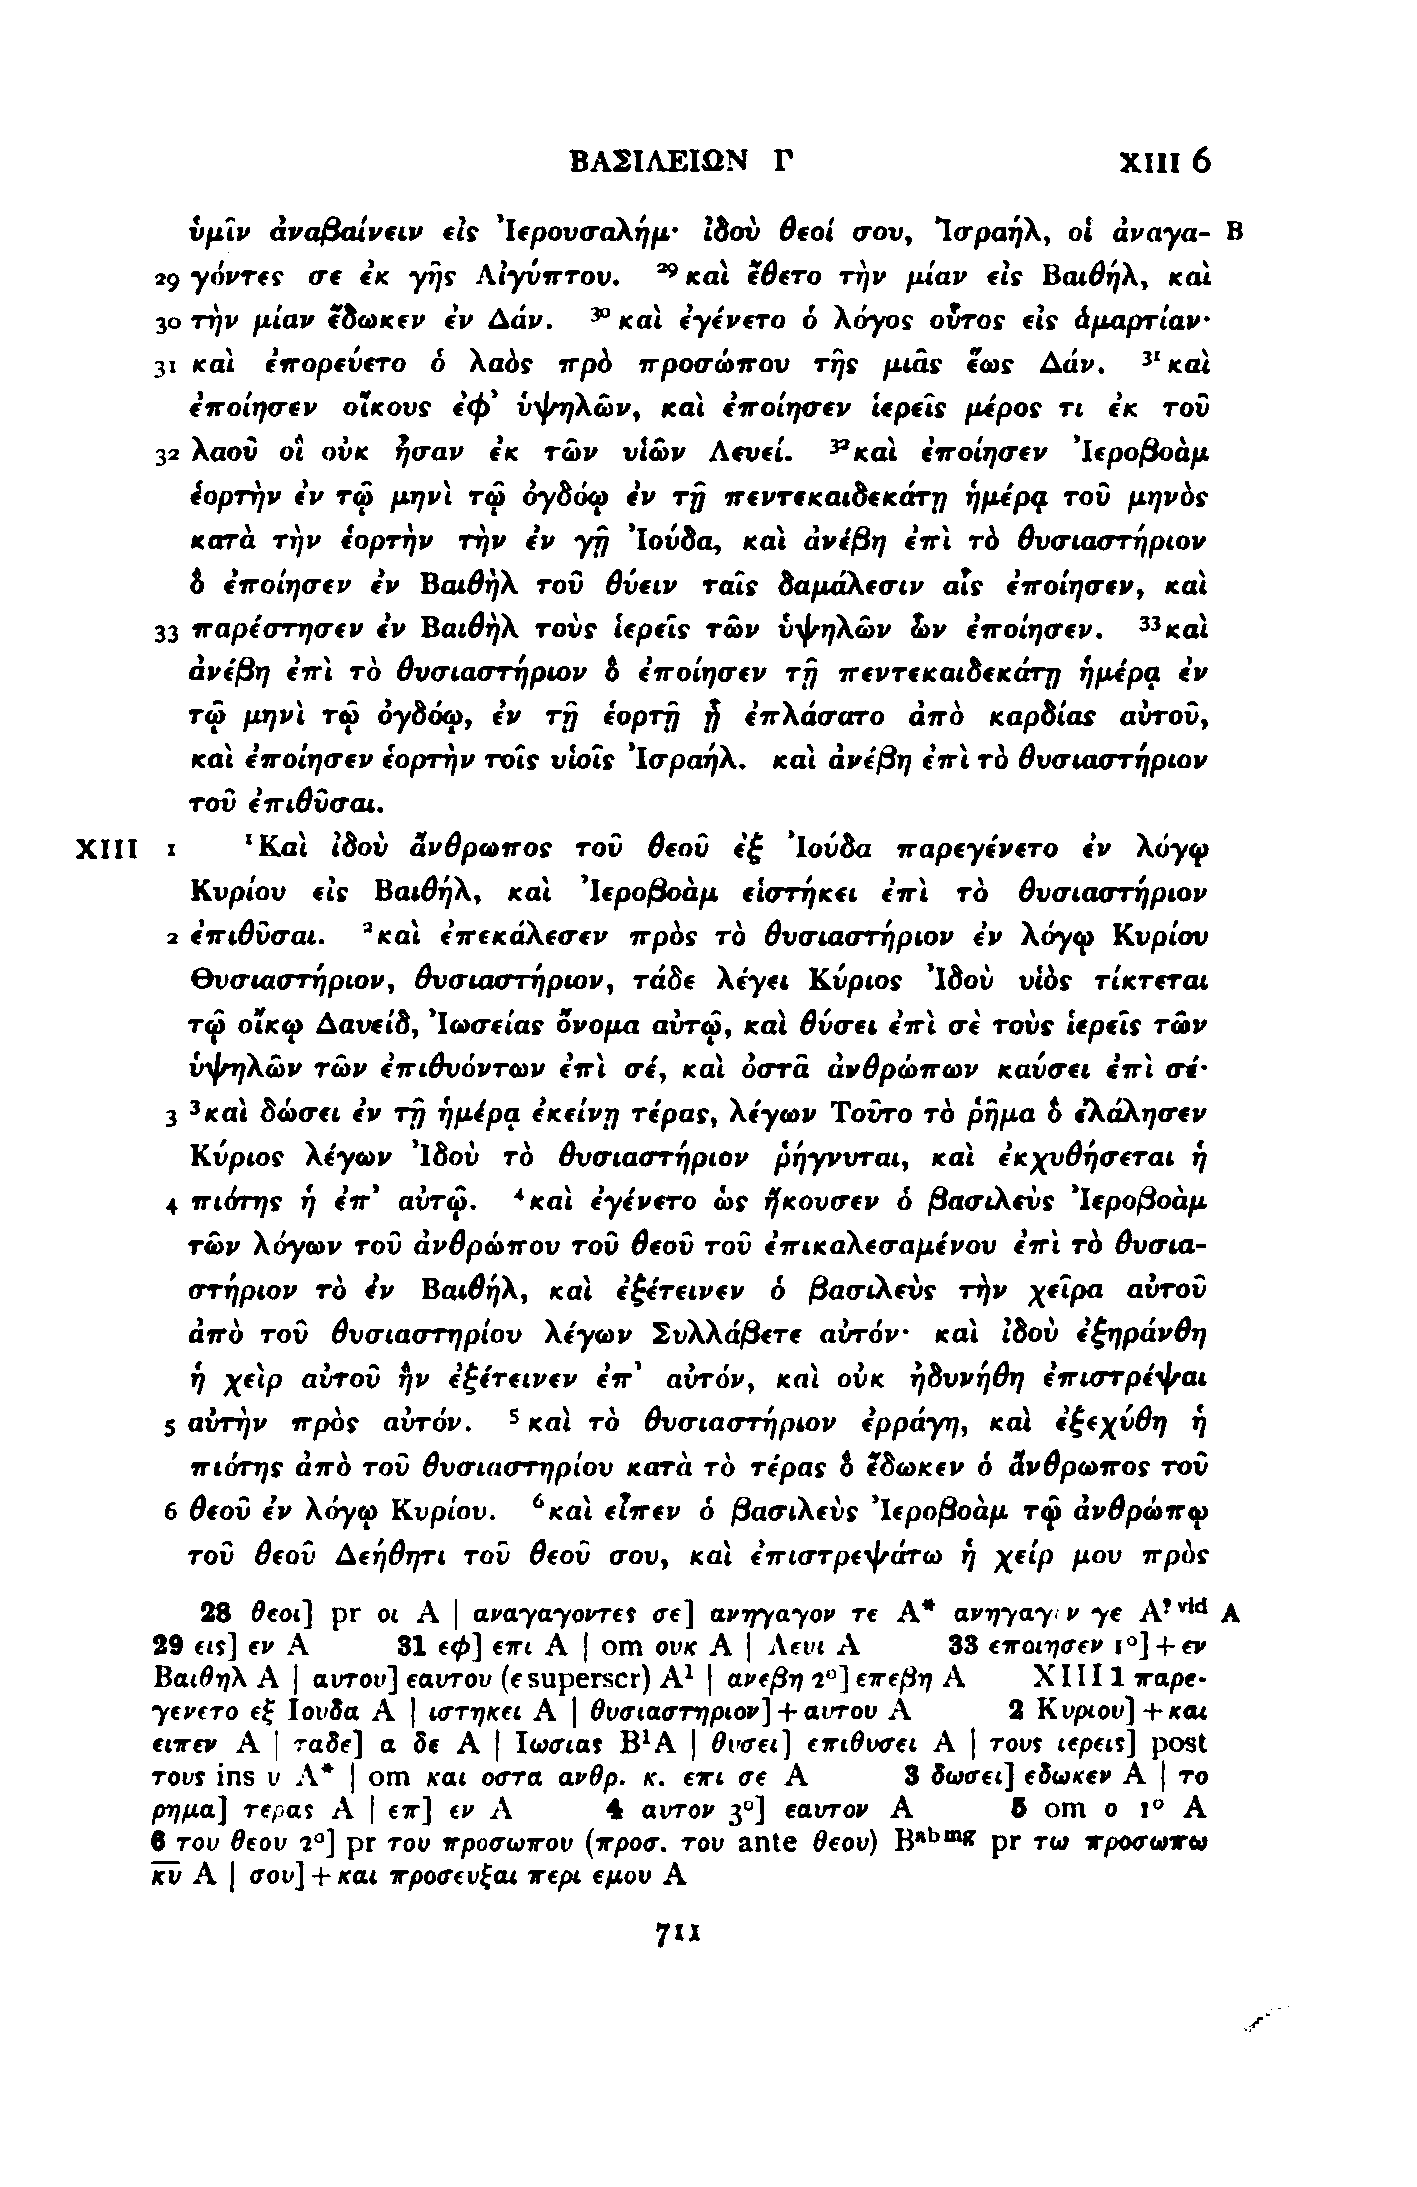 ΒΑΣΙΛΕΙΩΝ Γ XIII 6
ὑμῖν ἀναβαίνειν εἰς Ἰερουσαλήμ· ἰδοὺ θεοί σου, Ἰσραήλ, οἱ ἀναγα- B
29 γόντες σε ἐκ γῆς Αἰγύπτου. ²⁹καὶ ἔθετο τὴν μίαν εἰς Βαιθήλ, καὶ
30 τὴν μίαν ἔδωκεν ἐν Δάν. ³⁰καὶ ἐγένετο ὁ λόγος οὗτος εἰς ἁμαρτίαν·
31 καὶ ἐπορεύετο ὁ λαὸς πρὸ προσώπου τῆς μιᾶς ἕως Δάν. ³¹καὶ
ἐποίησεν οἴκους ἐφ’ ὑψηλῶν, καὶ ἐποίησεν ἱερεῖς μέρος τι ἐκ τοῦ
32 λαοῦ οἳ οὐκ ἦσαν ἐκ τῶν υἱῶν Λευεί. ³²καὶ ἐποίησεν Ἰεροβοὰμ
ἑορτὴν ἐν τῷ μηνὶ τῷ ὀγδόῳ ἐν τῇ πεντεκαιδεκάτῃ ἡμέρᾳ τοῦ μηνὸς
κατὰ τὴν ἑορτὴν τὴν ἐν γῇ Ἰούδα, καὶ ἀνέβη ἐπὶ τὸ θυσιαστήριον
ὃ ἐποίησεν ἐν Βαιθὴλ τοῦ θύειν ταῖς δαμάλεσιν αἷς ἐποίησεν, καὶ
33 παρέστησεν ἐν Βαιθὴλ τοὺς ἱερεῖς τῶν ὑψηλῶν ὧν ἐποίησεν. ³³καὶ
ἀνέβη ἐπὶ τὸ θυσιαστήριον ὃ ἐποίησεν τῇ πεντεκαιδεκάτῃ ἡμέρᾳ ἐν
τῷ μηνὶ τῷ ὀγδόῳ, ἐν τῇ ἑορτῇ ᾗ ἐπλάσατο ἀπὸ καρδίας αὐτοῦ,
καὶ ἐποίησεν ἑορτὴν τοῖς υἱοῖς Ἰσραήλ. καὶ ἀνέβη ἐπὶ τὸ θυσιαστήριον
τοῦ ἐπιθῦσαι.
XIII 1 ¹Καὶ ἰδοὺ ἄνθρωπος τοῦ θεοῦ ἐξ Ἰούδα παρεγένετο ἐν λόγῳ
Κυρίου εἰς Βαιθήλ, καὶ Ἰεροβοὰμ εἱστήκει ἐπὶ τὸ θυσιαστήριον
2 ἐπιθῦσαι. ²καὶ ἐπεκάλεσεν πρὸς τὸ θυσιαστήριον ἐν λόγῳ Κυρίου
Θυσιαστήριον, θυσιαστήριον, τάδε λέγει Κύριος Ἰδοὺ υἱὸς τίκτεται
τῷ οἴκῳ Δαυείδ, Ἰωσείας ὄνομα αὐτῷ, καὶ θύσει ἐπὶ σὲ τοὺς ἱερεῖς τῶν
ὑψηλῶν τῶν ἐπιθυόντων ἐπὶ σέ, καὶ ὀστᾶ ἀνθρώπων καύσει ἐπὶ σέ·
3 ³καὶ δώσει ἐν τῇ ἡμέρᾳ ἐκείνῃ τέρας, λέγων Τοῦτο τὸ ῥῆμα ὃ ἐλάλησεν
Κύριος λέγων Ἰδοὺ τὸ θυσιαστήριον ῥήγνυται, καὶ ἐκχυθήσεται ἡ
4 πιότης ἡ ἐπ’ αὐτῷ. ⁴καὶ ἐγένετο ὡς ἤκουσεν ὁ βασιλεὺς Ἰεροβοὰμ
τῶν λόγων τοῦ ἀνθρώπου τοῦ θεοῦ τοῦ ἐπικαλεσαμένου ἐπὶ τὸ θυσια-
στήριον τὸ ἐν Βαιθήλ, καὶ ἐξέτεινεν ὁ βασιλεὺς τὴν χεῖρα αὐτοῦ
ἀπὸ τοῦ θυσιαστηρίου λέγων Συλλάβετε αὐτόν· καὶ ἰδοὺ ἐξηράνθη
ἡ χεὶρ αὐτοῦ ἣν ἐξέτεινεν ἐπ’ αὐτόν, καὶ οὐκ ἠδυνήθη ἐπιστρέψαι
5 αὐτὴν πρὸς αὐτόν. ⁵καὶ τὸ θυσιαστήριον ἐρράγη, καὶ ἐξεχύθη ἡ
πιότης ἀπὸ τοῦ θυσιαστηρίου κατὰ τὸ τέρας ὃ ἔδωκεν ὁ ἄνθρωπος τοῦ
6 θεοῦ ἐν λόγῳ Κυρίου. ⁶καὶ εἶπεν ὁ βασιλεὺς Ἰεροβοὰμ τῷ ἀνθρώπῳ
τοῦ θεοῦ Δεήθητι τοῦ θεοῦ σου, καὶ ἐπιστρεψάτω ἡ χείρ μου πρὸς
28 θεοι] pr οι A | αναγαγοντες σε] ανηγαγον τε A* ανηγαγ ν γε A? vid A
29 εις] εν A 31 εφ] επι A | om ουκ A | Λευι A 33 εποιησεν 1°]+εν
Βαιθηλ A | αυτου] εαυτου (ε superscr) A¹ | ανεβη 2°] επεβη A XIII 1 παρε-
γενετο εξ Ιουδα A | ιστηκει A | θυσιαστηριον]+αυτου A 2 Κυριου]+και
ειπεν A | ταδε] α δε A | Ιωσιας B¹A | θυσει] επιθυσει A | τους ιερεις] post
τους ins υ A* | om και οστα ανθρ. κ. επι σε A 3 δωσει] εδωκεν A | το
ρημα] τερας A | επ] εν A 4 αυτον 3°] εαυτον A 5 om ο 1° A
6 του θεου 2°] pr του προσωπου (προσ. του ante θεου) Bᵃᵇᵐᵍ pr τω προσωπω
κ̅υ̅ A | σου]+και προσευξαι περι εμου A
711